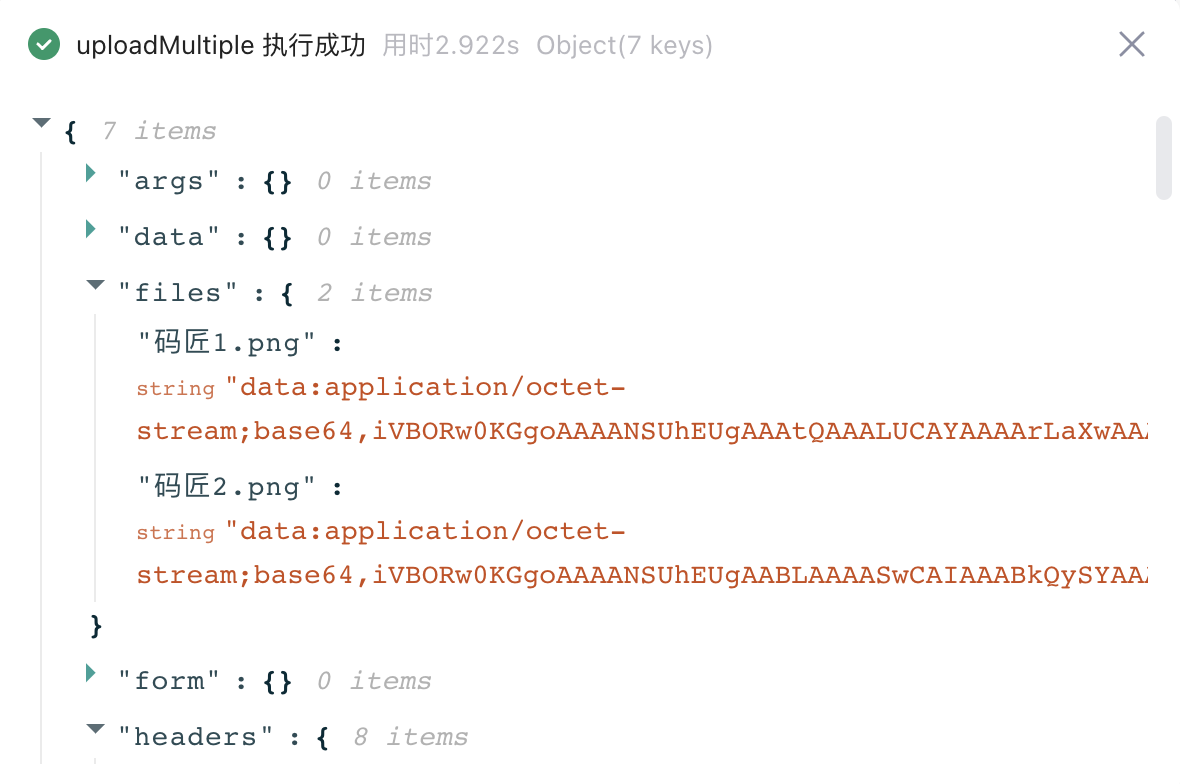 uploadMultiple 执行成功 用时2.922s Object(7 keys)
{ 7 items
"args" : {} 0 items
"data" : {} 0 items
"files" : { 2 items
"码匠1.png" :
string "data:application/octet-
stream;base64,iVBORw0KGgoAAAANSUhEUgAAAtQAAALUCAYAAAArLaXwAA
"码匠2.png" :
string "data:application/octet-
stream;base64,iVBORw0KGgoAAAANSUhEUgAABLAAAASwCAIAAABkQySYAA
}
"form" : {} 0 items
"headers" : { 8 items